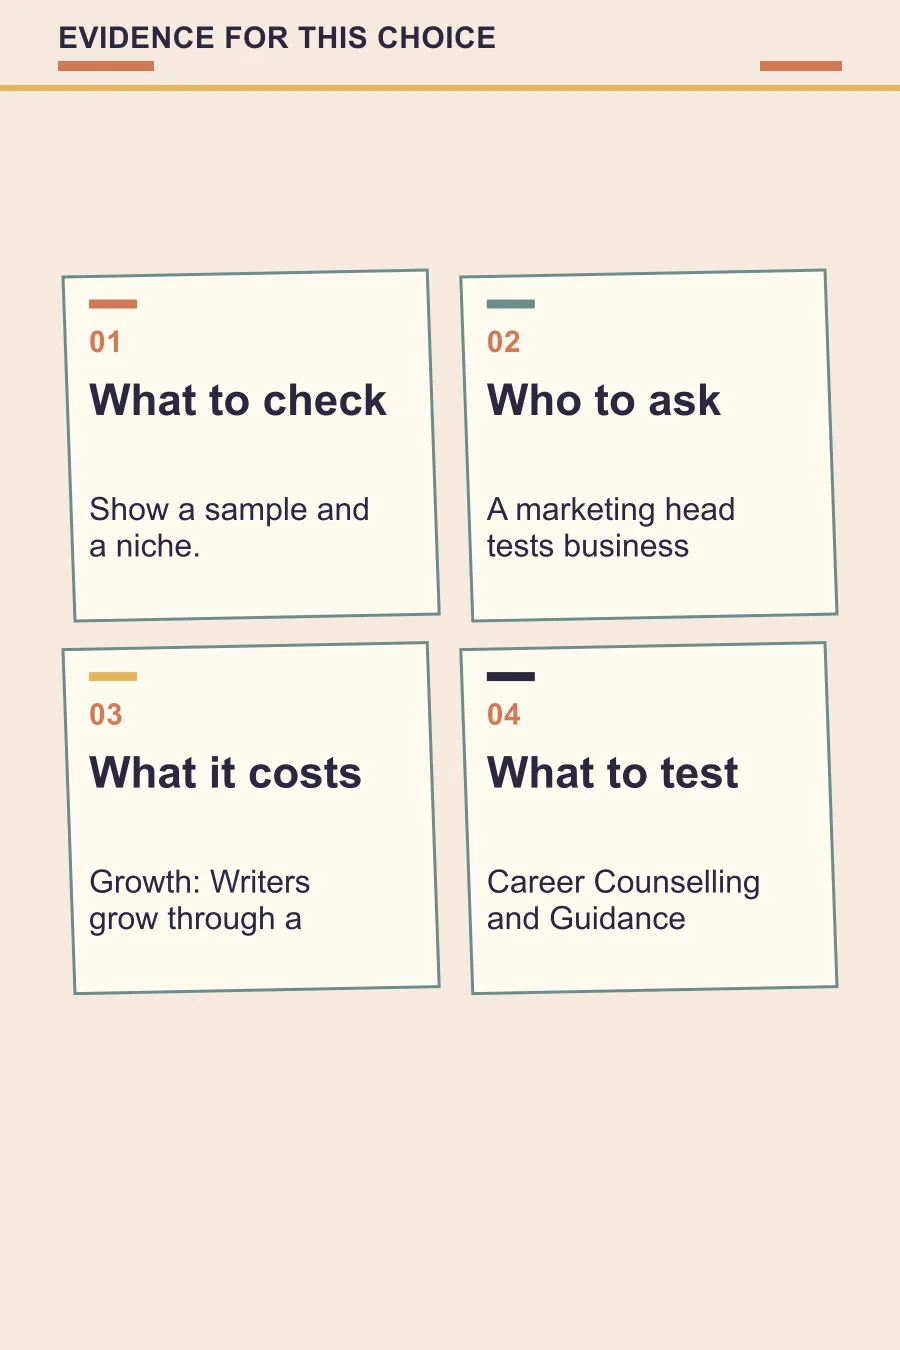 EVIDENCE FOR THIS CHOICE
01
What to check
Show a sample and
a niche.
02
Who to ask
A marketing head
tests business
03
What it costs
Growth: Writers
grow through a
04
What to test
Career Counselling
and Guidance